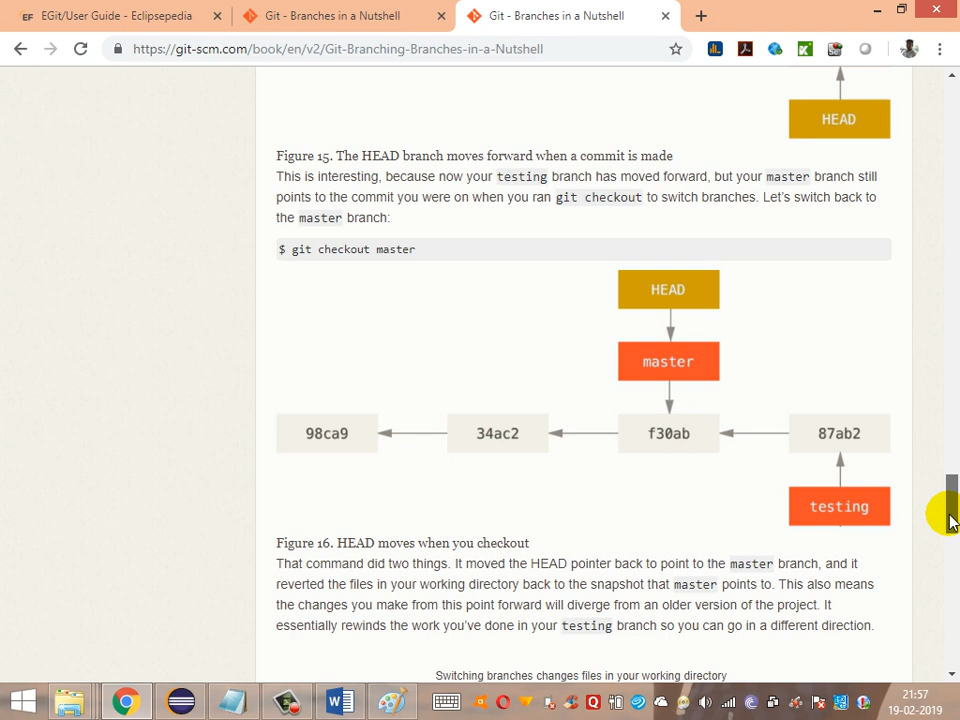 EGit/User Guide - Eclipsepedia
Git - Branches in a Nutshell
Git - Branches in a Nutshell
https://git-scm.com/book/en/v2/Git-Branching-Branches-in-a-Nutshell
HEAD
Figure 15. The HEAD branch moves forward when a commit is made
This is interesting, because now your testing branch has moved forward, but your master branch still
points to the commit you were on when you ran git checkout to switch branches. Let’s switch back to
the master branch:
$ git checkout master
HEAD
master
98ca9
34ac2
f30ab
87ab2
testing
Figure 16. HEAD moves when you checkout
That command did two things. It moved the HEAD pointer back to point to the master branch, and it
reverted the files in your working directory back to the snapshot that master points to. This also means
the changes you make from this point forward will diverge from an older version of the project. It
essentially rewinds the work you’ve done in your testing branch so you can go in a different direction.
Switching branches changes files in your working directory
21:57
19-02-2019